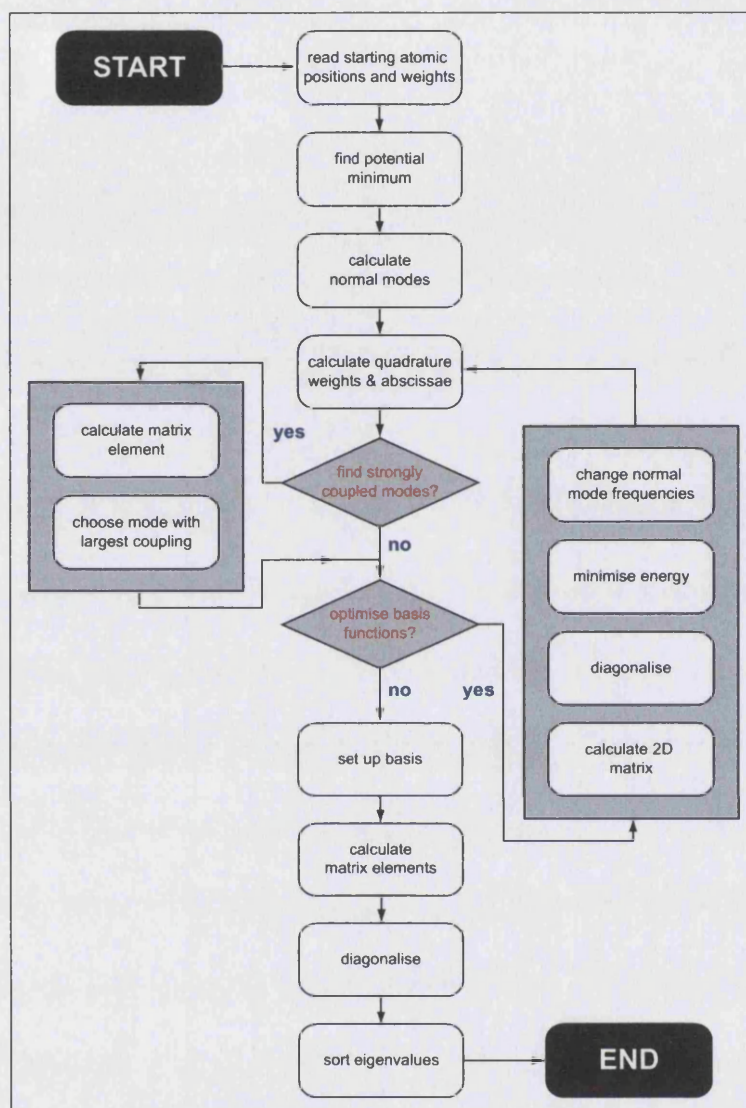 START
read starting atomic
positions and weights
find potential
minimum
calculate
normal modes
calculate quadrature
weights & abscissae
yes
calculate matrix
element
choose mode with
largest coupling
find strongly
coupled modes?
no
optimise basis
functions?
no
yes
change normal
mode frequencies
minimise energy
diagonalise
calculate 2D
matrix
set up basis
calculate
matrix elements
diagonalise
sort eigenvalues
END